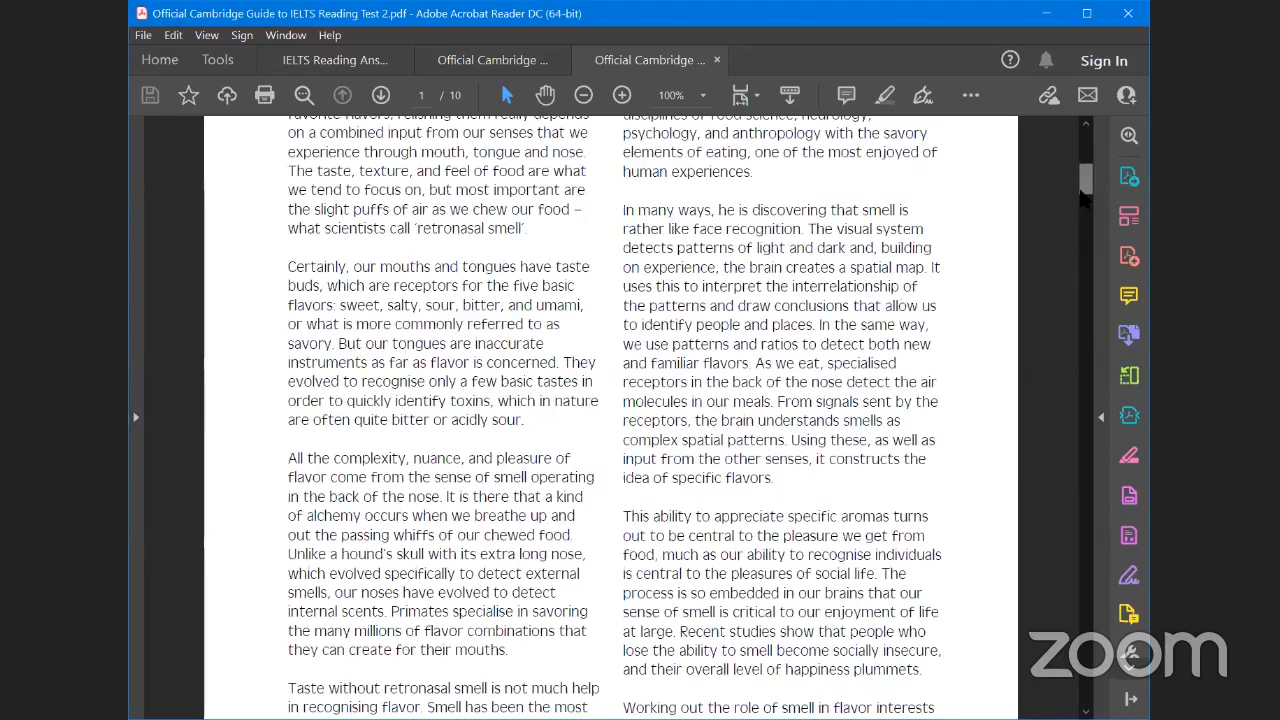 Official Cambridge Guide to IELTS Reading Test 2.pdf - Adobe Acrobat Reader DC (64-bit)
File Edit View Sign Window Help
Home Tools IELTS Reading Ans... Official Cambridge ... Official Cambridge ... × Sign In
1 / 10 100%
on a combined input from our senses that we
experience through mouth, tongue and nose.
The taste, texture, and feel of food are what
we tend to focus on, but most important are
the slight puffs of air as we chew our food –
what scientists call ‘retronasal smell’.
Certainly, our mouths and tongues have taste
buds, which are receptors for the five basic
flavors: sweet, salty, sour, bitter, and umami,
or what is more commonly referred to as
savory. But our tongues are inaccurate
instruments as far as flavor is concerned. They
evolved to recognise only a few basic tastes in
order to quickly identify toxins, which in nature
are often quite bitter or acidly sour.
All the complexity, nuance, and pleasure of
flavor come from the sense of smell operating
in the back of the nose. It is there that a kind
of alchemy occurs when we breathe up and
out the passing whiffs of our chewed food.
Unlike a hound’s skull with its extra long nose,
which evolved specifically to detect external
smells, our noses have evolved to detect
internal scents. Primates specialise in savoring
the many millions of flavor combinations that
they can create for their mouths.
Taste without retronasal smell is not much help
in recognising flavor. Smell has been the most
disciplines of food science, neurology,
psychology, and anthropology with the savory
elements of eating, one of the most enjoyed of
human experiences.
In many ways, he is discovering that smell is
rather like face recognition. The visual system
detects patterns of light and dark and, building
on experience, the brain creates a spatial map. It
uses this to interpret the interrelationship of
the patterns and draw conclusions that allow us
to identify people and places. In the same way,
we use patterns and ratios to detect both new
and familiar flavors. As we eat, specialised
receptors in the back of the nose detect the air
molecules in our meals. From signals sent by the
receptors, the brain understands smells as
complex spatial patterns. Using these, as well as
input from the other senses, it constructs the
idea of specific flavors.
This ability to appreciate specific aromas turns
out to be central to the pleasure we get from
food, much as our ability to recognise individuals
is central to the pleasures of social life. The
process is so embedded in our brains that our
sense of smell is critical to our enjoyment of life
at large. Recent studies show that people who
lose the ability to smell become socially insecure,
and their overall level of happiness plummets.
Working out the role of smell in flavor interests
zoom